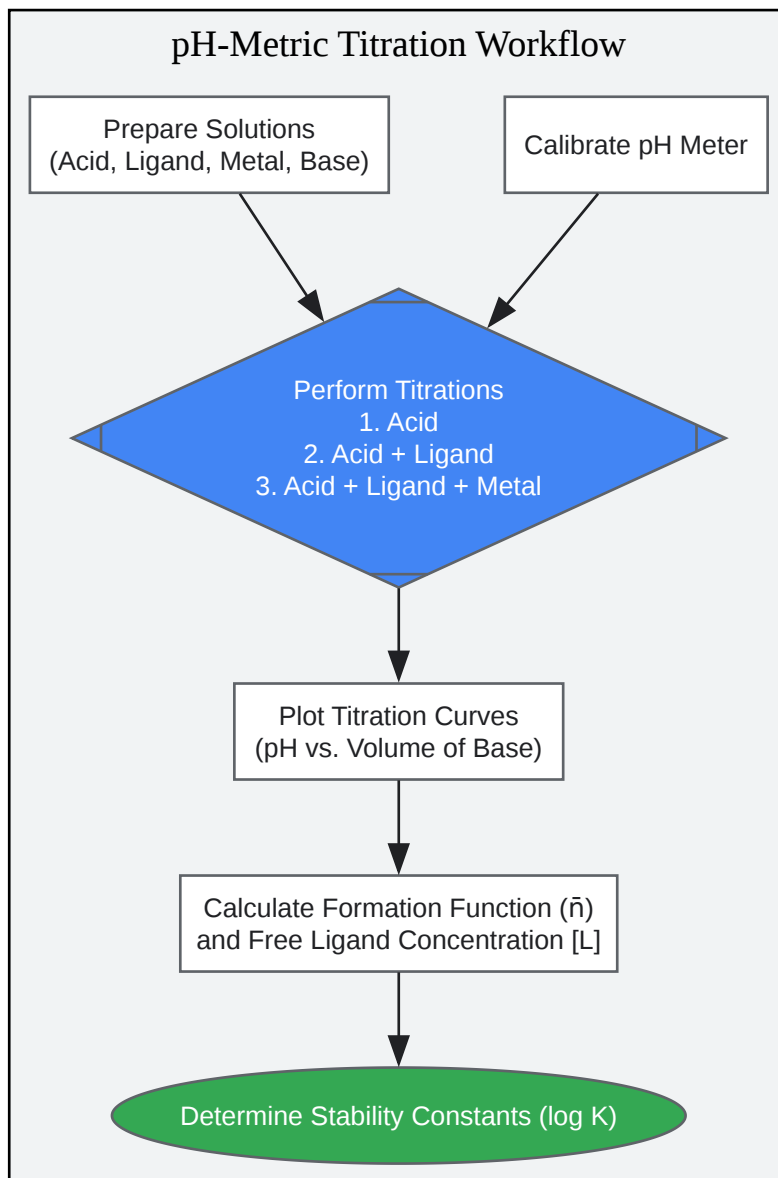 pH-Metric Titration Workflow
Prepare Solutions
(Acid, Ligand, Metal, Base)
Calibrate pH Meter
Perform Titrations
1. Acid
2. Acid + Ligand
3. Acid + Ligand + Metal
Plot Titration Curves
(pH vs. Volume of Base)
Calculate Formation Function (n̄)
and Free Ligand Concentration [L]
Determine Stability Constants (log K)